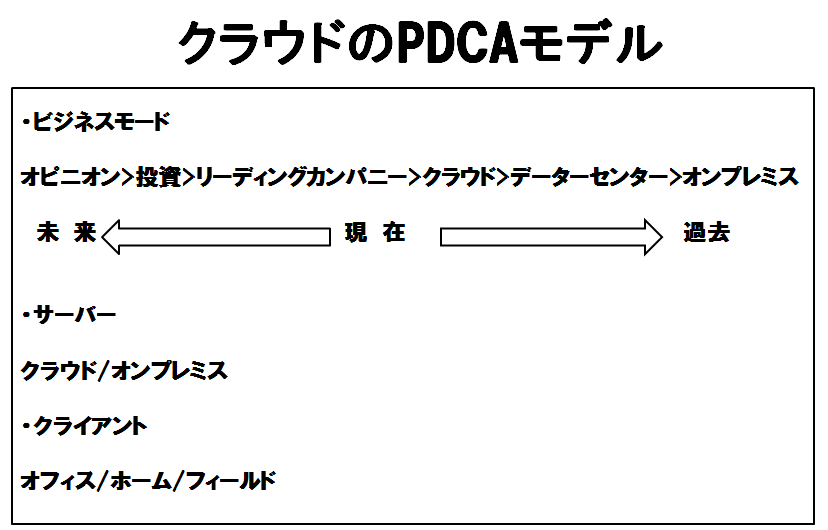 クラウドのPDCAモデル
・ビジネスモード
オピニオン>投資>リーディングカンパニー>クラウド>データーセンター>オンプレミス
未 来 現 在 過去
・サーバー
クラウド/オンプレミス
・クライアント
オフィス/ホーム/フィールド